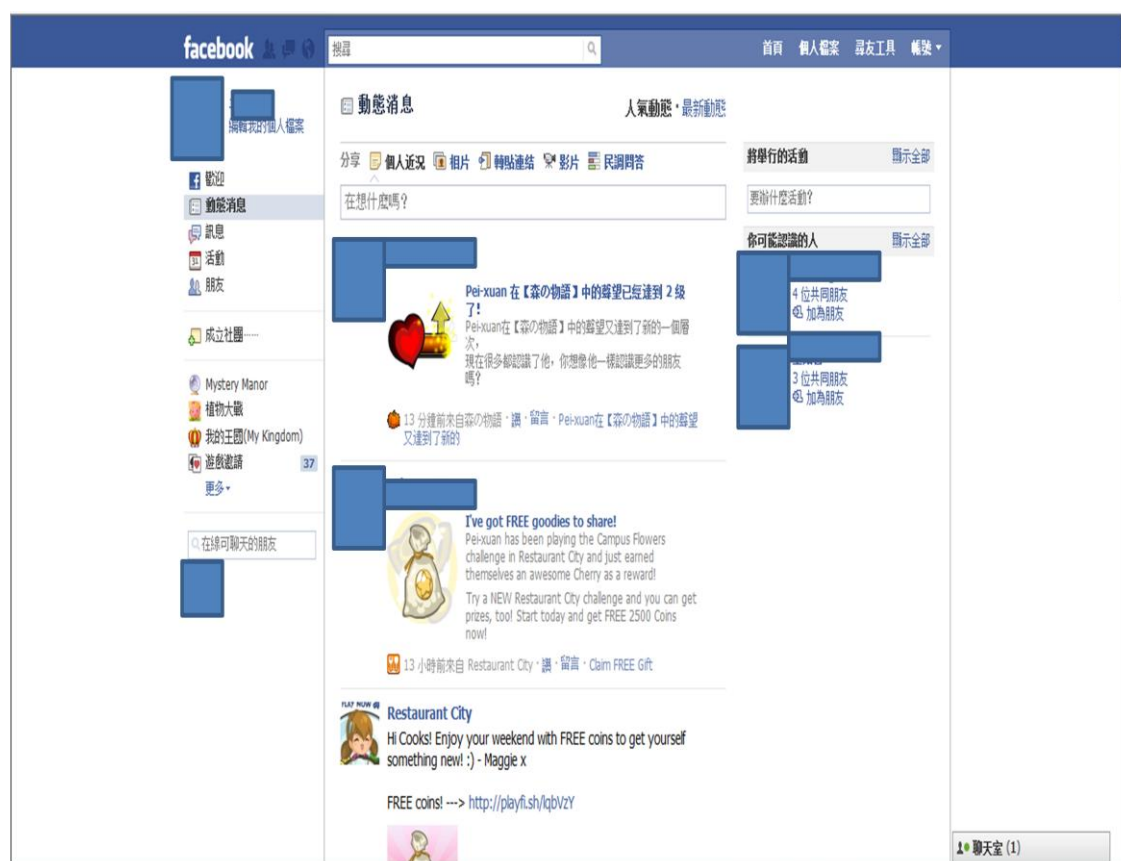 facebook
搜尋
首頁 個人檔案 尋友工具 帳號
編輯我的個人檔案
歡迎
動態消息
訊息
31
活動
朋友
成立社團……
Mystery Manor
植物大戰
我的王國(My Kingdom)
遊戲邀請 37
更多
在線可聊天的朋友
動態消息
人氣動態·最新動態
分享 個人近況 相片 轉貼連結 影片 民調問答
在想什麼嗎?
Pei-xuan 在【森の物語】中的聲望已經達到 2 級
了!
Pei-xuan在【森の物語】中的聲望又達到了新的一個層
次,
現在很多都認識了他,你想像他一樣認識更多的朋友
嗎?
13 分鐘前來自森の物語·讚·留言·Pei-xuan在【森の物語】中的聲望
又達到了新的
I've got FREE goodies to share!
Pei-xuan has been playing the Campus Flowers
challenge in Restaurant City and just earned
themselves an awesome Cherry as a reward!
Try a NEW Restaurant City challenge and you can get
prizes, too! Start today and get FREE 2500 Coins
now!
13 小時前來自 Restaurant City·讚·留言·Claim FREE Gift
PLAY NOW
Restaurant City
Hi Cooks! Enjoy your weekend with FREE coins to get yourself
something new! :) - Maggie x
FREE coins! ---> http://playfi.sh/lqbVzY
將舉行的活動 顯示全部
要辦什麼活動?
你可能認識的人 顯示全部
4 位共同朋友
加為朋友
3 位共同朋友
加為朋友
聊天室 (1)